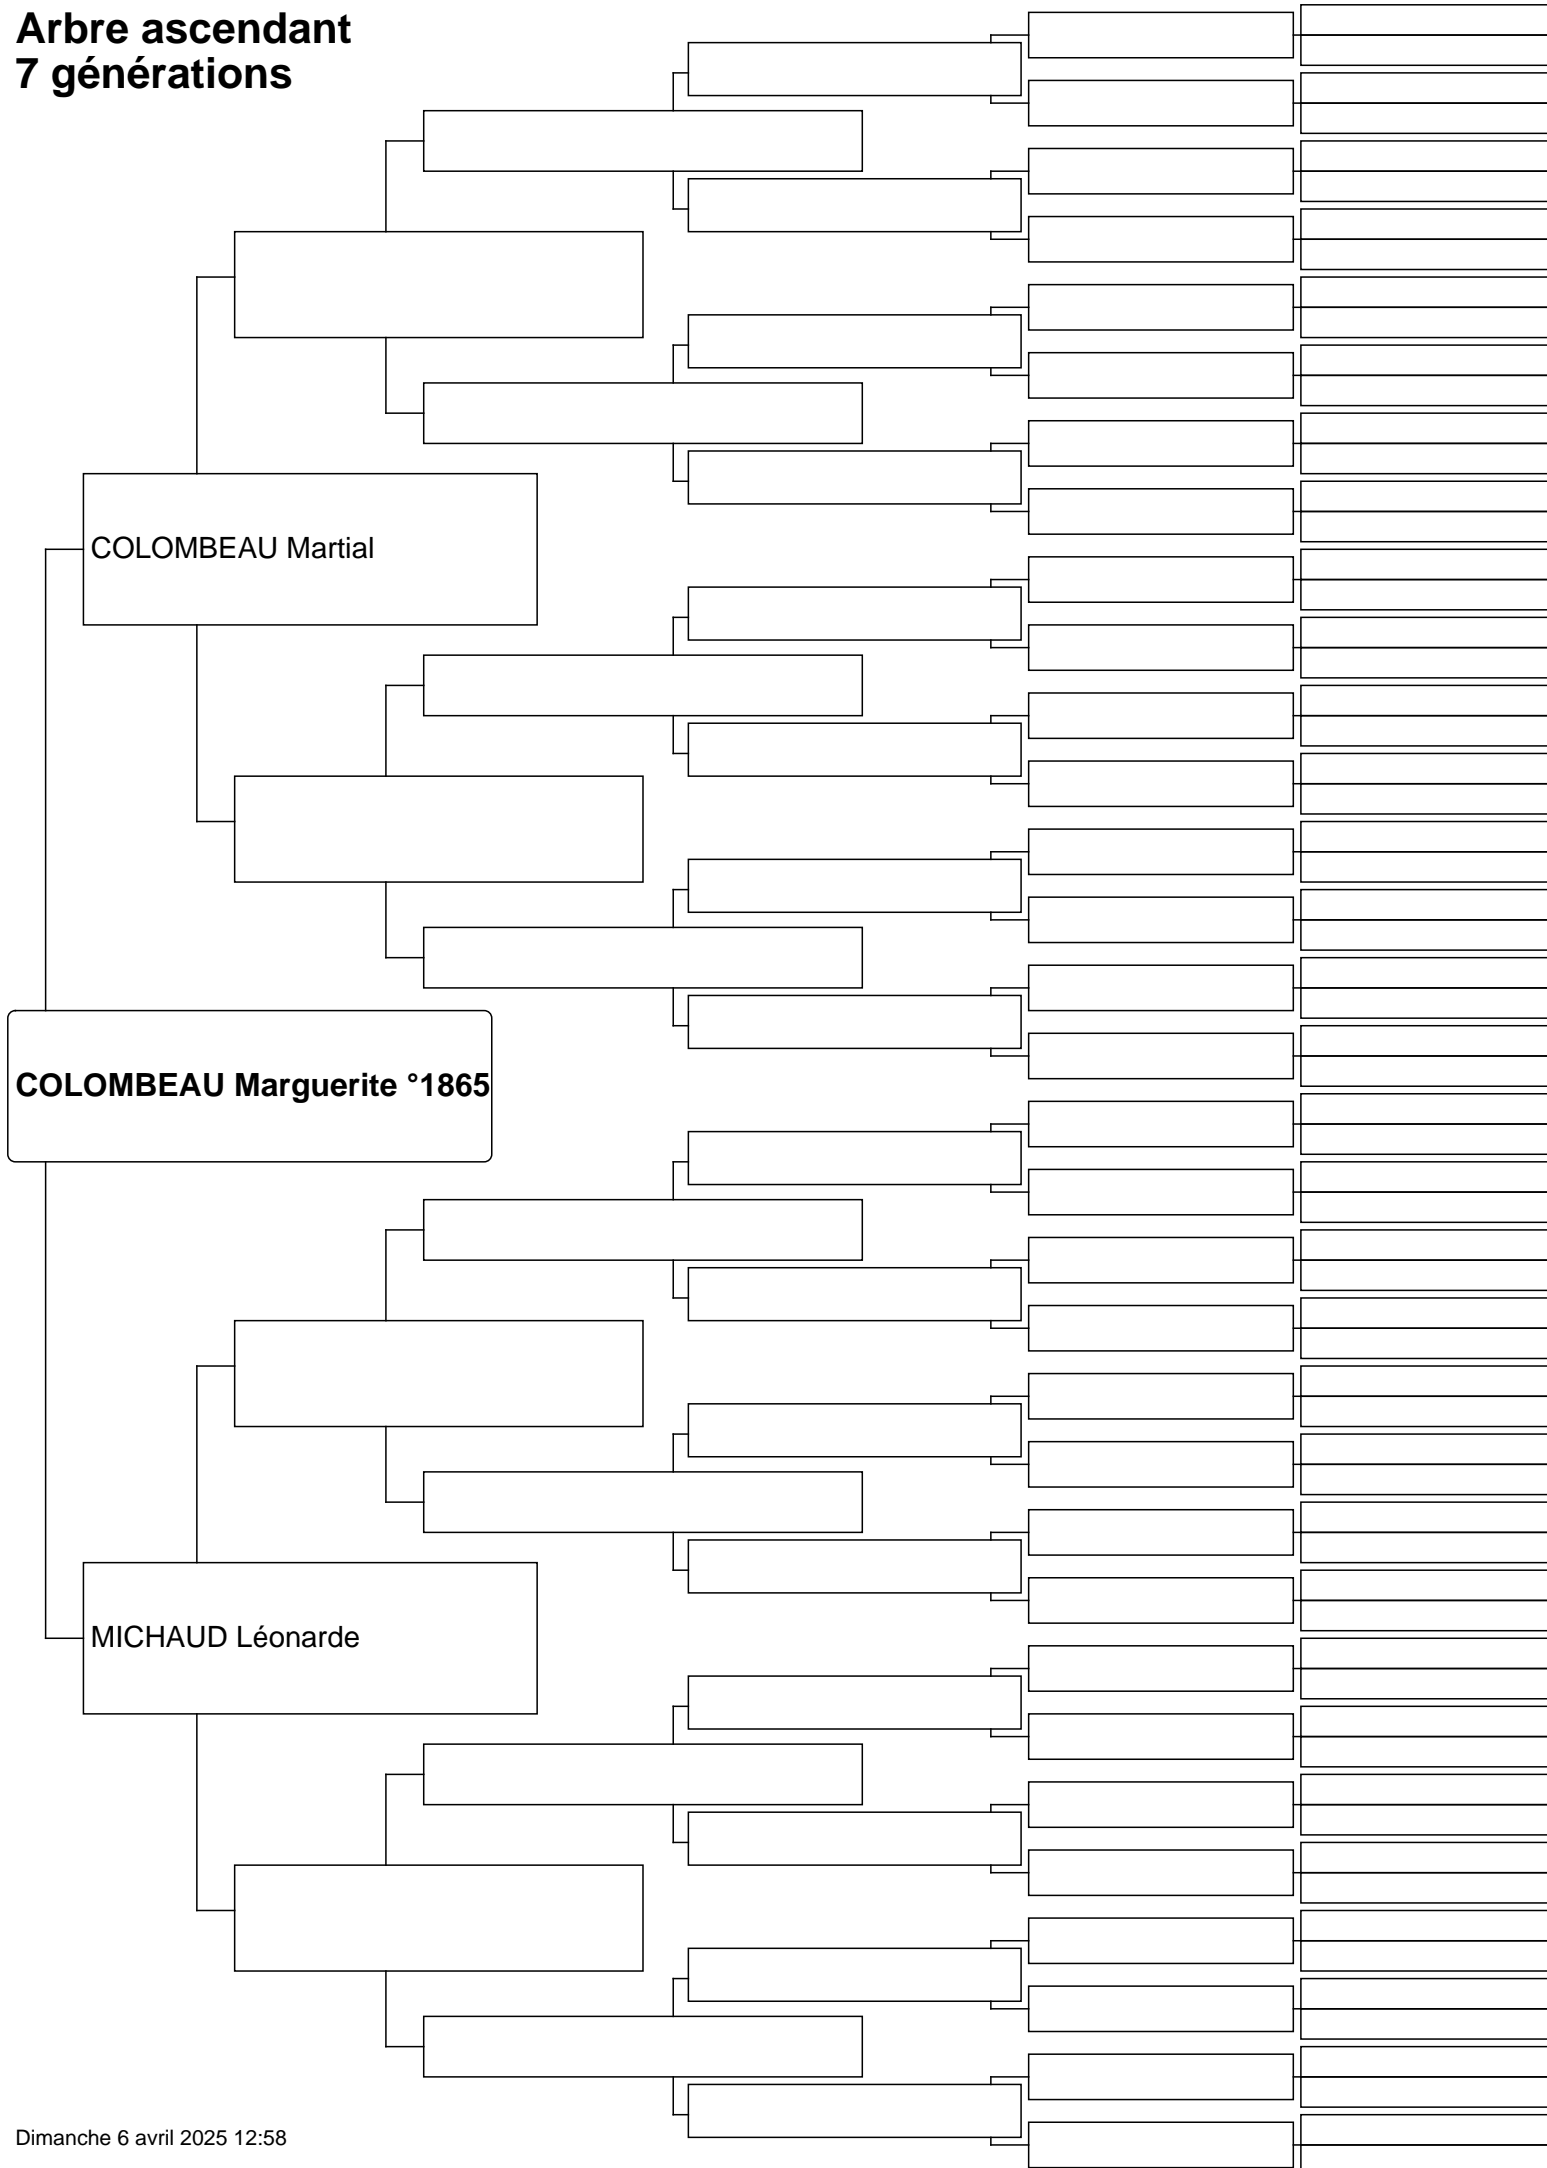 Arbre ascendant
7 générations
COLOMBEAU Martial
COLOMBEAU Marguerite °1865
MICHAUD Léonarde
Dimanche 6 avril 2025 12:58